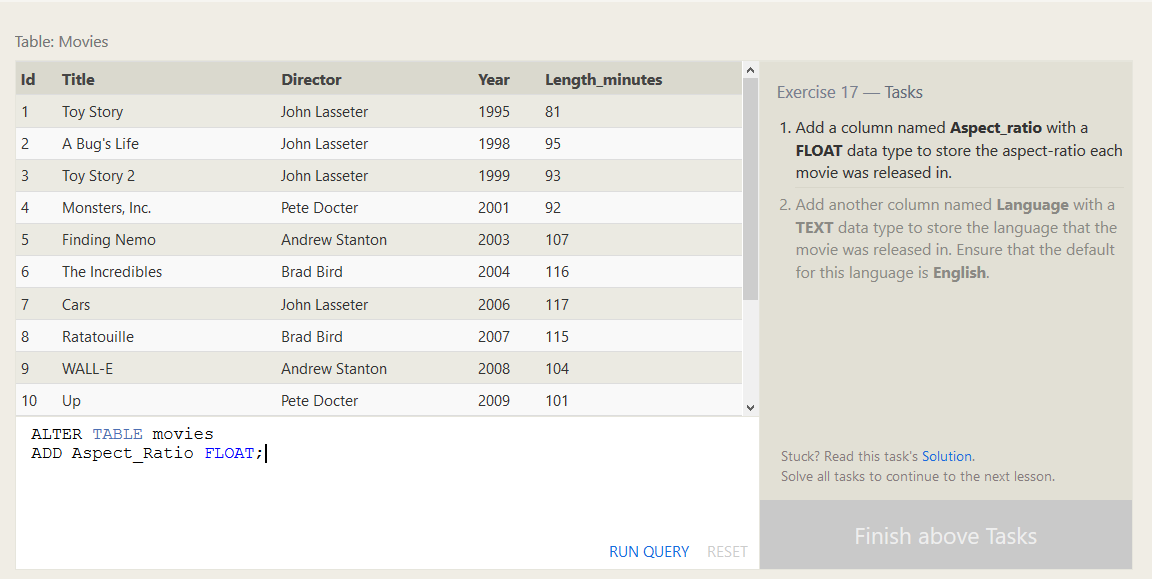 Table: Movies
Id Title Director Year Length_minutes
1 Toy Story John Lasseter 1995 81
2 A Bug's Life John Lasseter 1998 95
3 Toy Story 2 John Lasseter 1999 93
4 Monsters, Inc. Pete Docter 2001 92
5 Finding Nemo Andrew Stanton 2003 107
6 The Incredibles Brad Bird 2004 116
7 Cars John Lasseter 2006 117
8 Ratatouille Brad Bird 2007 115
9 WALL-E Andrew Stanton 2008 104
10 Up Pete Docter 2009 101
ALTER TABLE movies
ADD Aspect_Ratio FLOAT;
RUN QUERY RESET
Exercise 17 — Tasks
1. Add a column named Aspect_ratio with a
FLOAT data type to store the aspect-ratio each
movie was released in.
2. Add another column named Language with a
TEXT data type to store the language that the
movie was released in. Ensure that the default
for this language is English.
Stuck? Read this task's Solution.
Solve all tasks to continue to the next lesson.
Finish above Tasks